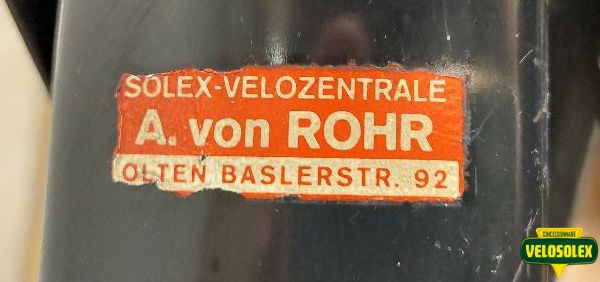 SOLEX-VELOZENTRALE
A. von ROHR
OLTEN BASLERSTR. 92
CONCESSIONNAIRE
VELOSOLEX